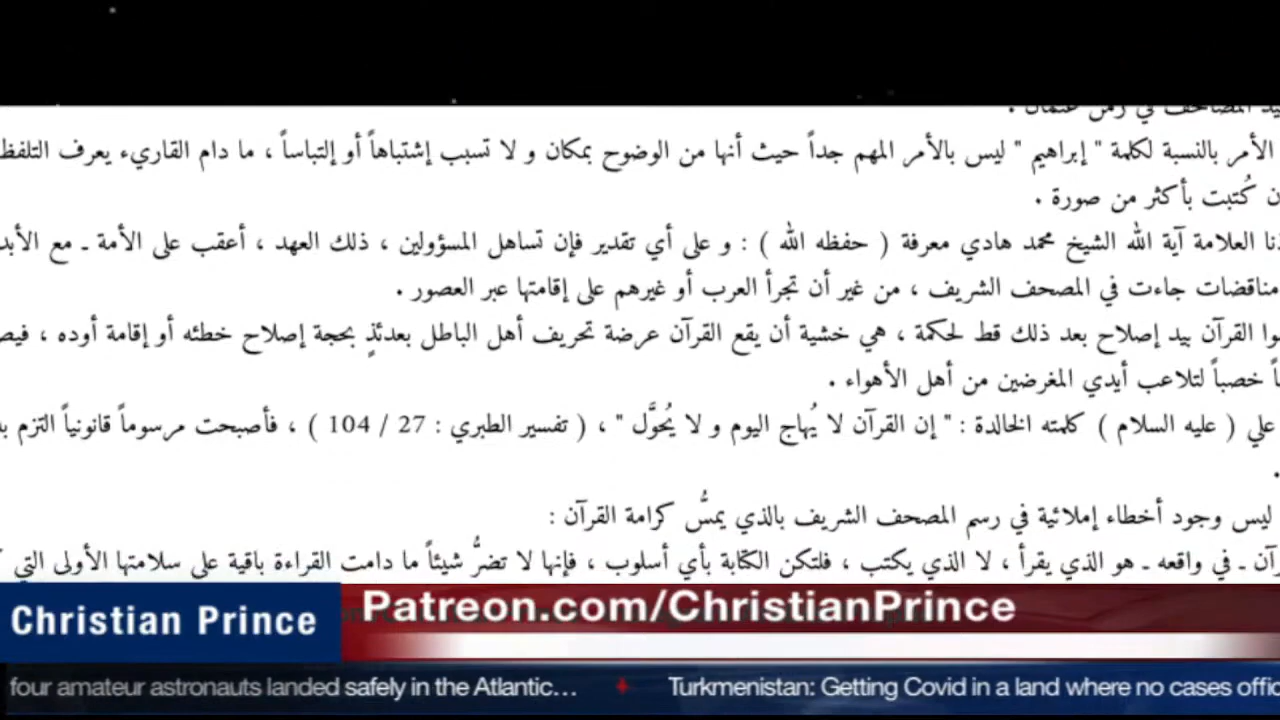 الأمر بالنسبة لكلمة " إبراهيم " ليس بالأمر المهم جداً حيث أنها من الوضوح بمكان و لا تسبب إشتباهاً أو إلتباساً ، ما دام القاريء يعرف التلفظ
كُتبت بأكثر من صورة .
العلامة آية الله الشيخ محمد هادي معرفة ( حفظه الله ) : و على أي تقدير فإن تساهل المسؤولين ، ذلك العهد ، أعقب على الأمة ـ مع الأبد
مناقضات جاءت في المصحف الشريف ، من غير أن تجرأ العرب أو غيرهم على إقامتها عبر العصور .
القرآن بيد إصلاح بعد ذلك قط لحكمة ، هي خشية أن يقع القرآن عرضة تحريف أهل الباطل بعدئذٍ بحجة إصلاح خطئه أو إقامة أوده ،
خصباً لتلاعب أيدي المغرضين من أهل الأهواء .
علي ( عليه السلام ) كلمته الخالدة : " إن القرآن لا يُهاج اليوم و لا يُحوَّل " ، ( تفسير الطبري : 27 / 104 ) ، فأصبحت مرسوماً قانونياً التزم
ليس وجود أخطاء إملائية في رسم المصحف الشريف بالذي يمسُّ كرامة القرآن :
ـ في واقعه ـ هو الذي يقرأ ، لا الذي يكتب ، فلتكن الكتابة بأي أسلوب ، فإنها لا تضرُّ شيئاً ما دامت القراءة باقية على سلامتها الأولى التي
Christian Prince
Patreon.com/ChristianPrince
four amateur astronauts landed safely in the Atlantic... + Turkmenistan: Getting Covid in a land where no cases offic